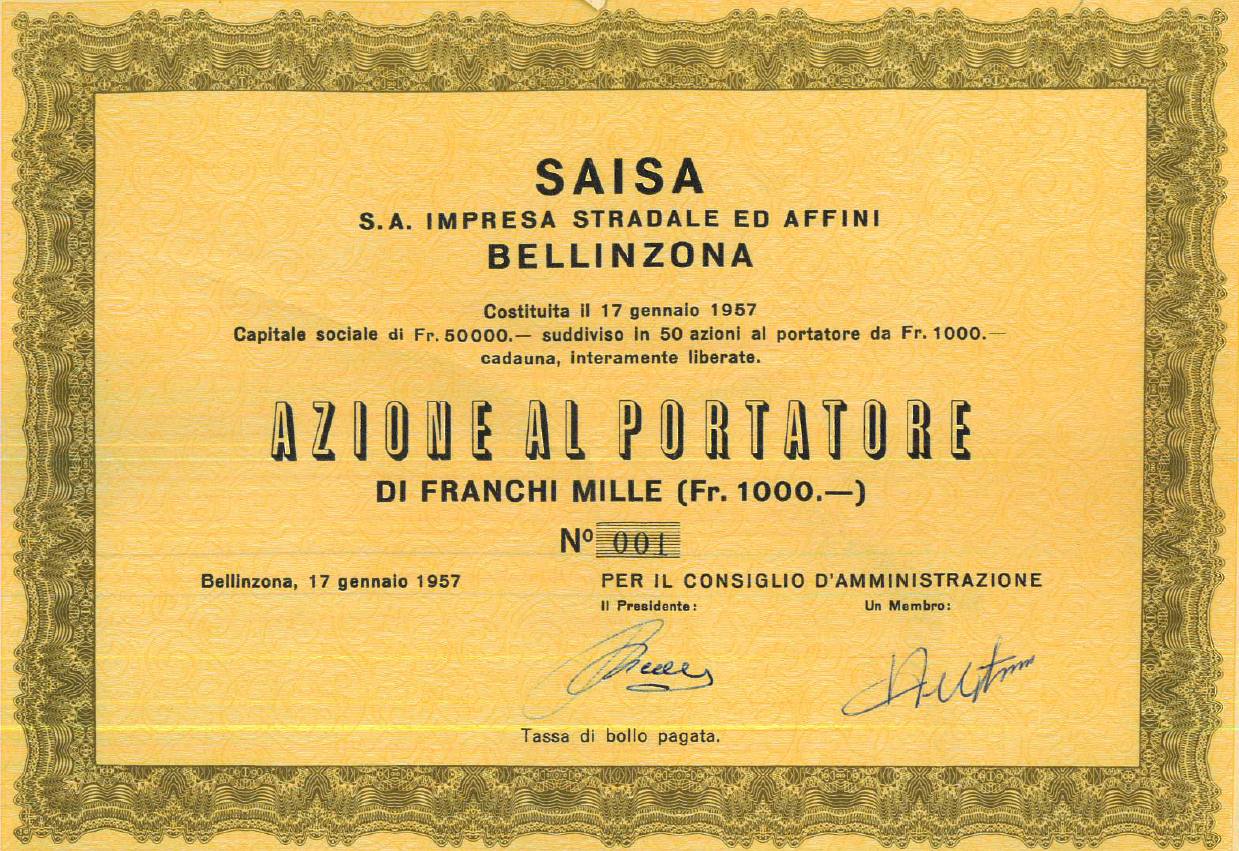 SAISA
S.A. IMPRESA STRADALE ED AFFINI
BELLINZONA
Costituita il 17 gennaio 1957
Capitale sociale di Fr. 50000.— suddiviso in 50 azioni al portatore da Fr. 1000.—
cadauna, interamente liberate.
AZIONE AL PORTATORE
DI FRANCHI MILLE (Fr. 1000.—)
Nº 001
Bellinzona, 17 gennaio 1957 PER IL CONSIGLIO D'AMMINISTRAZIONE
Il Presidente: Un Membro:
Tassa di bollo pagata.